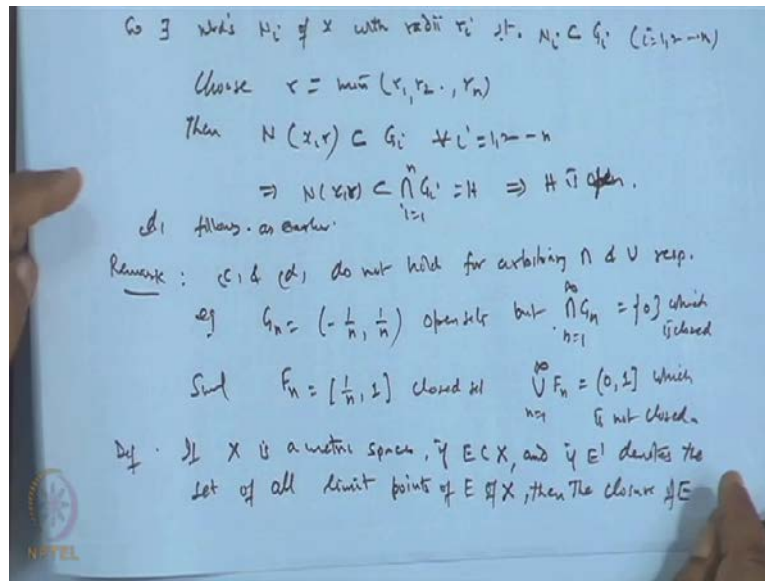 So ∃ nbd's Nᵢ of x with radii rᵢ s.t. Nᵢ ⊂ Gᵢ (i=1,2---n)
Choose r = min (r₁, r₂ .., rₙ)
Then N(x,r) ⊂ Gᵢ ∀ i=1,2--n
⇒ N(x,r) ⊂ ⋂ᵢ₌₁ⁿ Gᵢ = H ⇒ H is open.
d, follows. as earlier.
Remark : (c) & (d) do not hold for arbitrary ∩ & ∪ resp.
eg Gₙ = (-1/n, 1/n) open sets but ⋂ₙ₌₁^∞ Gₙ = {0} which is closed
Siml Fₙ = [1/n, 1] closed set ⋃ₙ₌₁^∞ Fₙ = (0,1] which is not closed.
Def. If X is a metric space, if E ⊂ X, and if E' denotes the
set of all limit points of E of X, then The closure of E
NPTEL